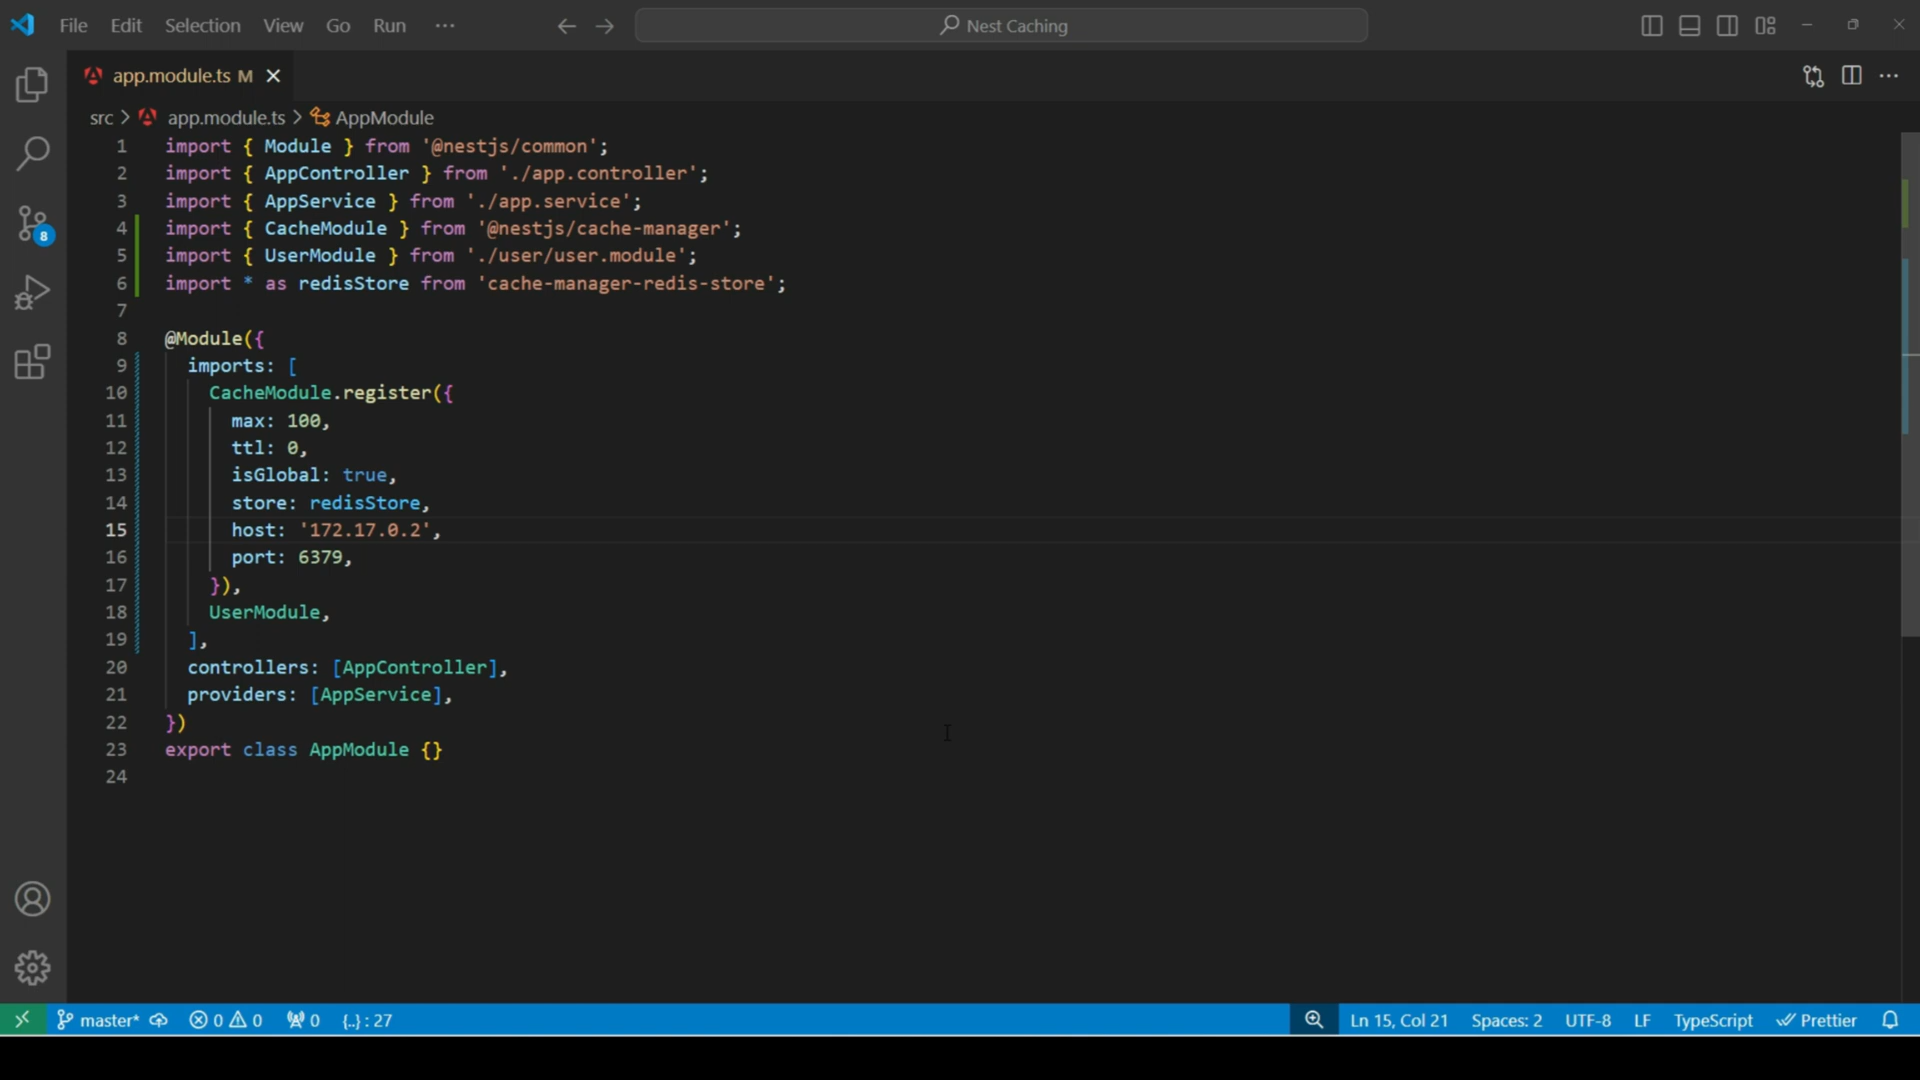 File Edit Selection View Go Run ··· Nest Caching
app.module.ts M
src > app.module.ts > AppModule
1 import { Module } from '@nestjs/common';
2 import { AppController } from './app.controller';
3 import { AppService } from './app.service';
4 import { CacheModule } from '@nestjs/cache-manager';
5 import { UserModule } from './user/user.module';
6 import * as redisStore from 'cache-manager-redis-store';
7
8 @Module({
9 imports: [
10 CacheModule.register({
11 max: 100,
12 ttl: 0,
13 isGlobal: true,
14 store: redisStore,
15 host: '172.17.0.2',
16 port: 6379,
17 }),
18 UserModule,
19 ],
20 controllers: [AppController],
21 providers: [AppService],
22 })
23 export class AppModule {}
24
8
master* 0 0 0 {..} : 27 Ln 15, Col 21 Spaces: 2 UTF-8 LF TypeScript Prettier